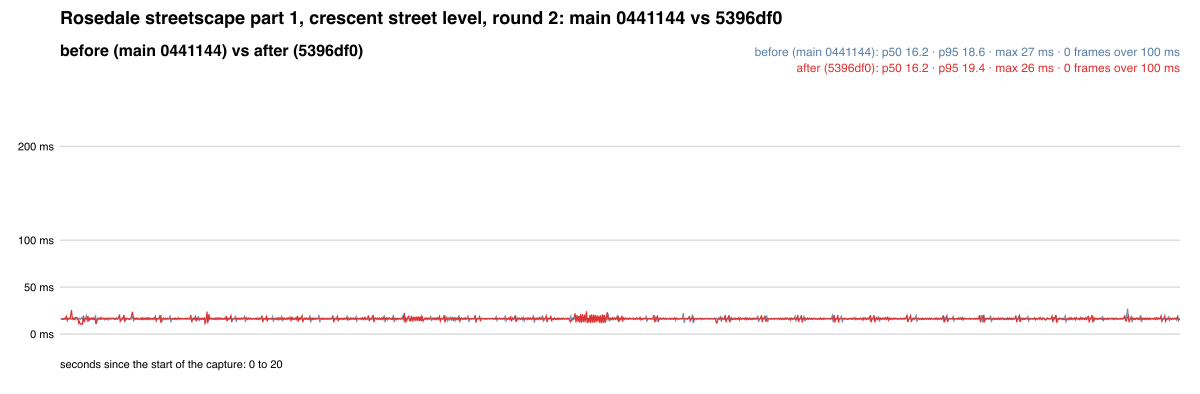 Rosedale streetscape part 1, crescent street level, round 2: main 0441144 vs 5396df0
before (main 0441144) vs after (5396df0)
before (main 0441144): p50 16.2 · p95 18.6 · max 27 ms · 0 frames over 100 ms
after (5396df0): p50 16.2 · p95 19.4 · max 26 ms · 0 frames over 100 ms
200 ms
100 ms
50 ms
0 ms
seconds since the start of the capture: 0 to 20